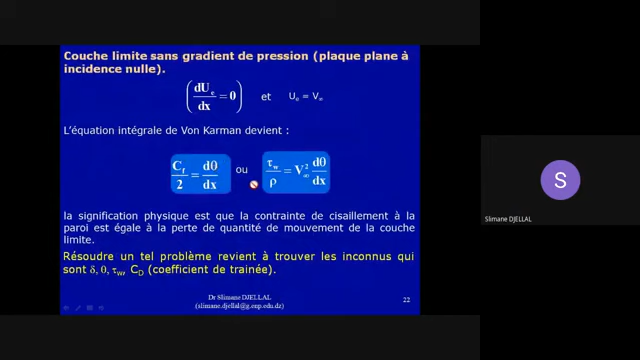 Couche limite sans gradient de pression (plaque plane à
incidence nulle).
(dUe/dx = 0) et Ue = V∞
L'équation intégrale de Von Karman devient :
Cf/2 = dθ/dx ou τw/ρ = V∞² dθ/dx
la signification physique est que la contrainte de cisaillement à la
paroi est égale à la perte de quantité de mouvement de la couche
limite.
Résoudre un tel problème revient à trouver les inconnus qui
sont δ, θ, τw, CD (coefficient de trainée).
Dr Slimane DJELLAL
(slimane.djellal@g.enp.edu.dz)
22
S
Slimane DJELLAL